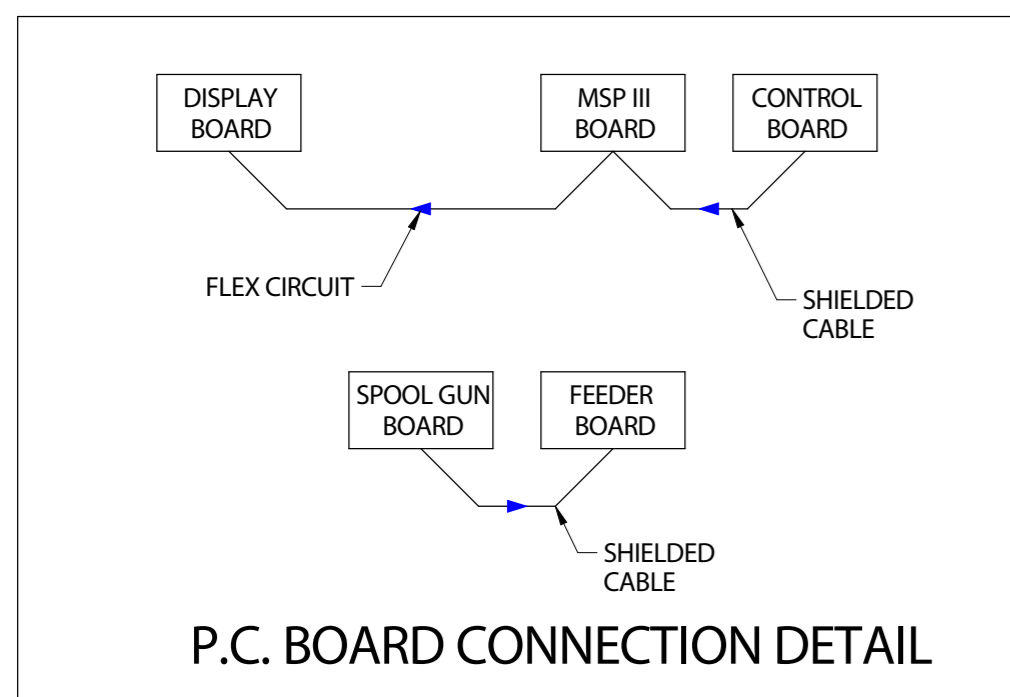 DISPLAY
BOARD
MSP III
BOARD
CONTROL
BOARD
FLEX CIRCUIT
SHIELDED
CABLE
SPOOL GUN
BOARD
FEEDER
BOARD
SHIELDED
CABLE
P.C. BOARD CONNECTION DETAIL